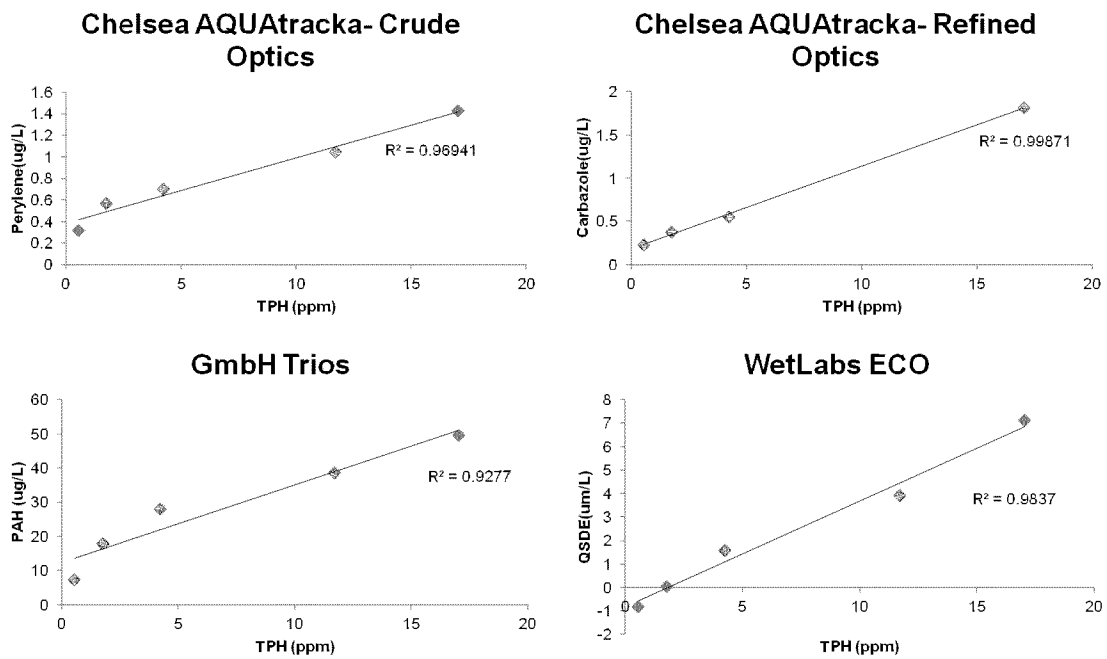 Chelsea AQUAtracka- Crude
Optics
1.6
1.4
1.2
1
0.8
0.6
0.4
0.2
0
Perylene(ug/L)
R² = 0.96941
0 5 10 15 20
TPH (ppm)
Chelsea AQUAtracka- Refined
Optics
2
1.5
1
0.5
0
Carbazole(ug/L)
R² = 0.99871
0 5 10 15 20
TPH (ppm)
GmbH Trios
60
50
40
30
20
10
0
PAH (ug/L)
R² = 0.9277
0 5 10 15 20
TPH (ppm)
WetLabs ECO
8
7
6
5
4
3
2
1
0
-1
-2
QSDE(um/L)
R² = 0.9837
0 5 10 15 20
TPH (ppm)